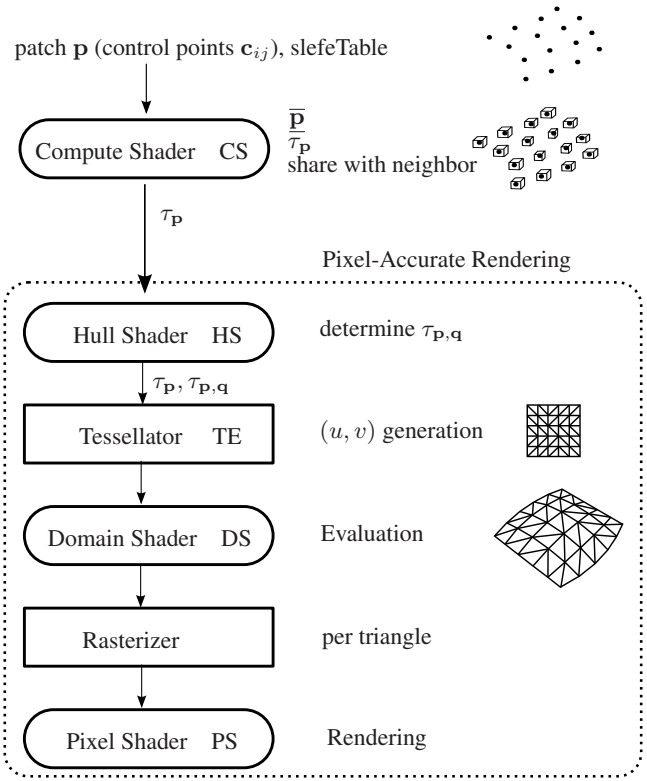 patch p (control points c_ij), slefeTable
Compute Shader CS
p̅
τ̅_p
share with neighbor
τ_p
Pixel-Accurate Rendering
Hull Shader HS
determine τ_p,q
τ_p, τ_p,q
Tessellator TE
(u, v) generation
Domain Shader DS
Evaluation
Rasterizer
per triangle
Pixel Shader PS
Rendering